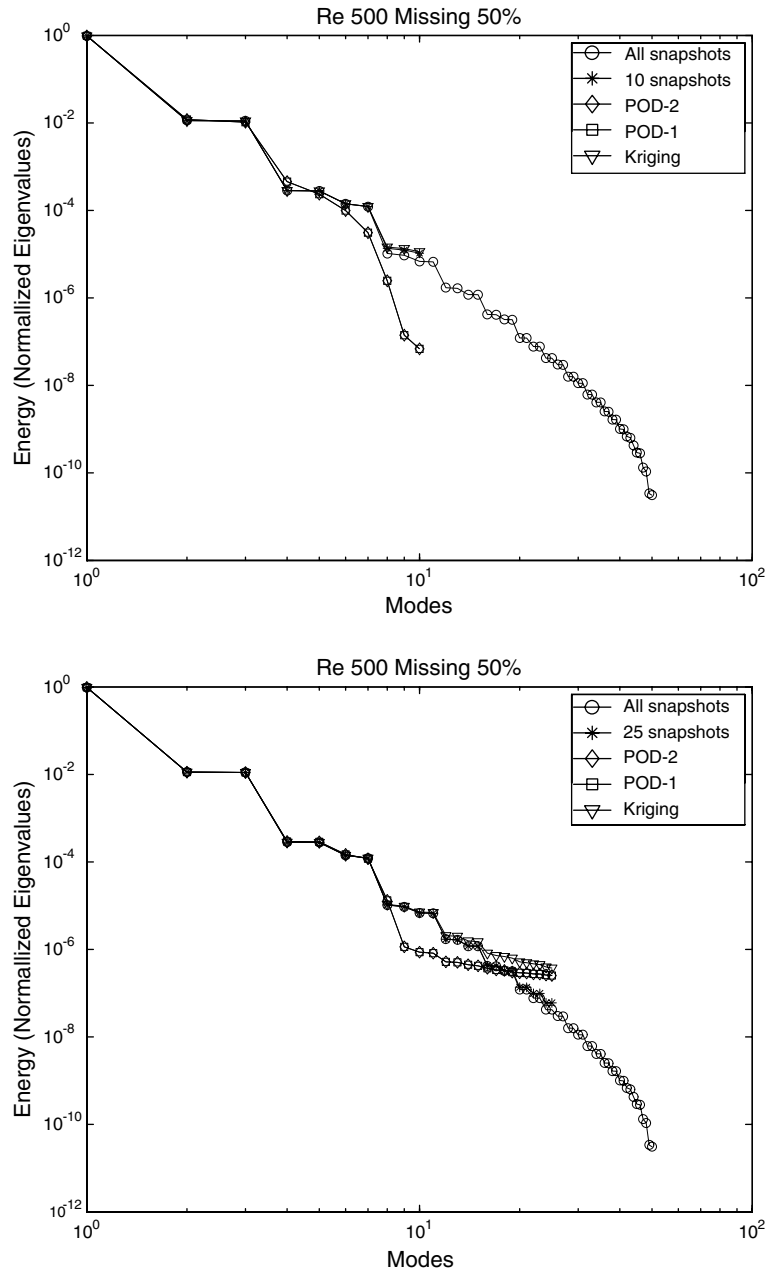 Re 500 Missing 50%
Energy (Normallized Eigenvalues)
10^0
10^-2
10^-4
10^-6
10^-8
10^-10
10^-12
All snapshots
10 snapshots
POD-2
POD-1
Kriging
10^0
10^1
10^2
Modes
Re 500 Missing 50%
Energy (Normallized Eigenvalues)
10^0
10^-2
10^-4
10^-6
10^-8
10^-10
10^-12
All snapshots
25 snapshots
POD-2
POD-1
Kriging
10^0
10^1
10^2
Modes